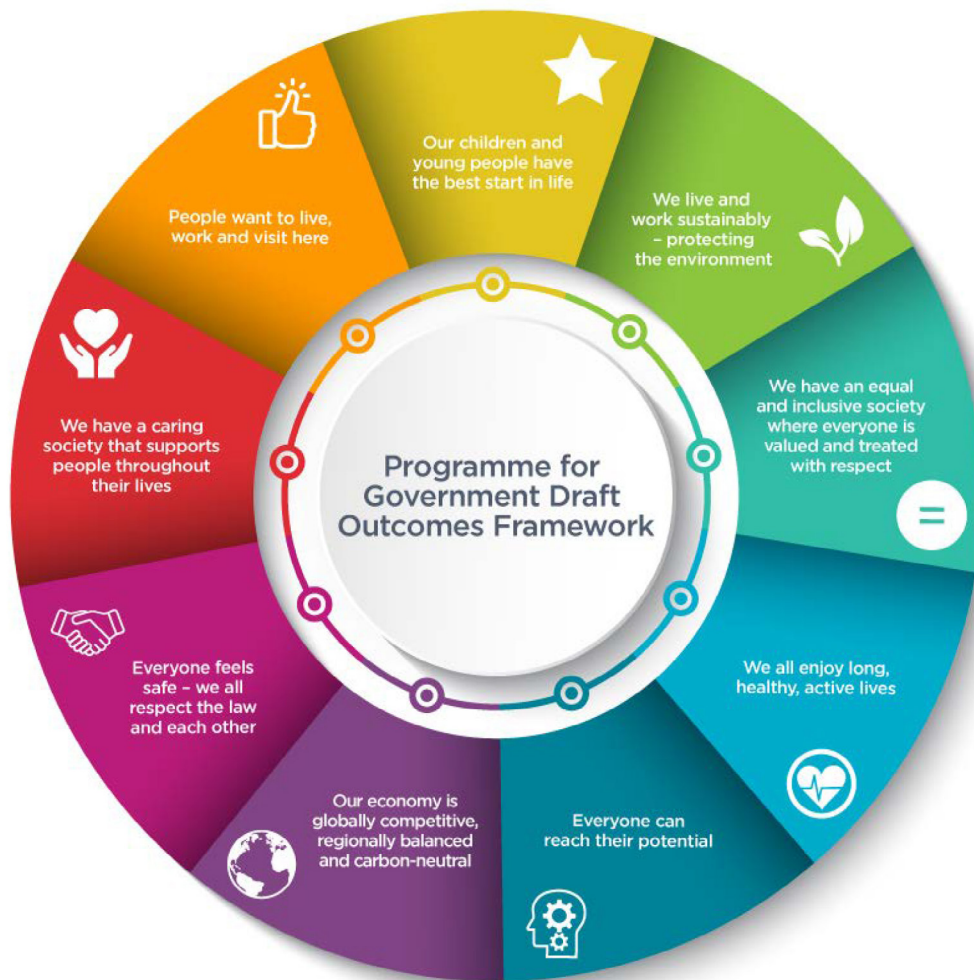 Our children and
young people have
the best start in life
We live and
work sustainably
– protecting
the environment
We have an equal
and inclusive society
where everyone is
valued and treated
with respect
=
We all enjoy long,
healthy, active lives
Everyone can
reach their potential
Our economy is
globally competitive,
regionally balanced
and carbon-neutral
Everyone feels
safe – we all
respect the law
and each other
We have a caring
society that supports
people throughout
their lives
People want to live,
work and visit here
Programme for
Government Draft
Outcomes Framework